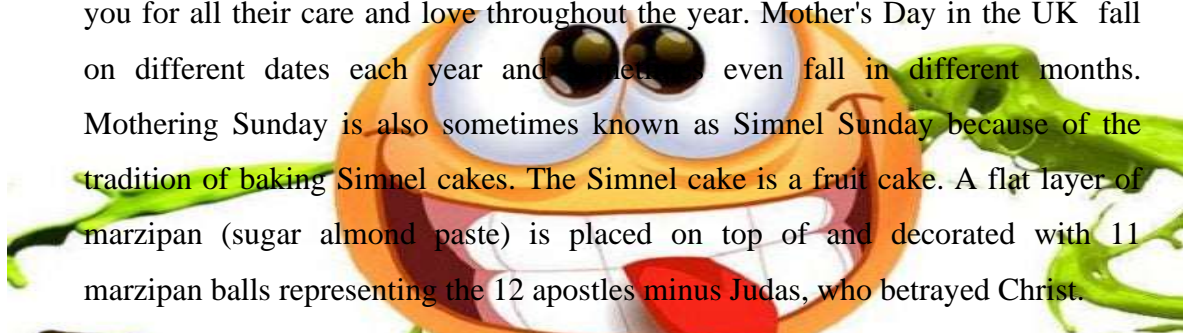 you for all their care and love throughout the year. Mother's Day in the UK fall
on different dates each year and even fall in different months.
Mothering Sunday is also sometimes known as Simnel Sunday because of the
tradition of baking Simnel cakes. The Simnel cake is a fruit cake. A flat layer of
marzipan (sugar almond paste) is placed on top of and decorated with 11
marzipan balls representing the 12 apostles minus Judas, who betrayed Christ.